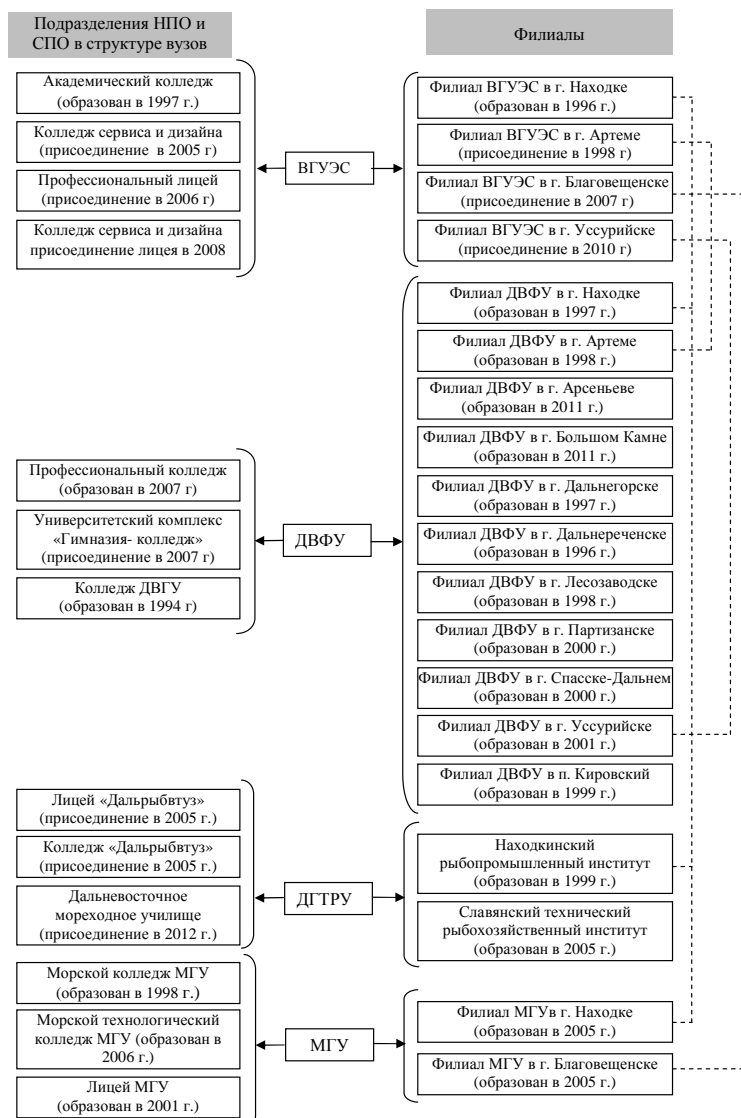 Подразделения НПО и
СПО в структуре вузов
Филиалы
Академический колледж
(образован в 1997 г.)
Колледж сервиса и дизайна
(присоединение в 2005 г)
Профессиональный лицей
(присоединение в 2006 г)
Колледж сервиса и дизайна
присоединение лицея в 2008
ВГУЭС
Филиал ВГУЭС в г. Находке
(образован в 1996 г.)
Филиал ВГУЭС в г. Артеме
(присоединение в 1998 г)
Филиал ВГУЭС в г. Благовещенске
(присоединение в 2007 г)
Филиал ВГУЭС в г. Уссурийске
(присоединение в 2010 г)
Профессиональный колледж
(образован в 2007 г)
Университетский комплекс
«Гимназия- колледж»
(присоединение в 2007 г)
Колледж ДВГУ
(образован в 1994 г)
ДВФУ
Филиал ДВФУ в г. Находке
(образован в 1997 г.)
Филиал ДВФУ в г. Артеме
(образован в 1998 г.)
Филиал ДВФУ в г. Арсеньеве
(образован в 2011 г.)
Филиал ДВФУ в г. Большом Камне
(образован в 2011 г.)
Филиал ДВФУ в г. Дальнегорске
(образован в 1997 г.)
Филиал ДВФУ в г. Дальнереченске
(образован в 1996 г.)
Филиал ДВФУ в г. Лесозаводске
(образован в 1998 г.)
Филиал ДВФУ в г. Партизанске
(образован в 2000 г.)
Филиал ДВФУ в г. Спасске-Дальнем
(образован в 2000 г.)
Филиал ДВФУ в г. Уссурийске
(образован в 2001 г.)
Филиал ДВФУ в п. Кировский
(образован в 1999 г.)
Лицей «Дальрыбвтуз»
(присоединение в 2005 г.)
Колледж «Дальрыбвтуз»
(присоединение в 2005 г.)
Дальневосточное
мореходное училище
(присоединение в 2012 г.)
ДГТРУ
Находкинский
рыбопромышленный институт
(образован в 1999 г.)
Славянский технический
рыбохозяйственный институт
(образован в 2005 г.)
Морской колледж МГУ
(образован в 1998 г.)
Морской технологический
колледж МГУ (образован в
2006 г.)
Лицей МГУ
(образован в 2001 г.)
МГУ
Филиал МГУв г. Находке
(образован в 2005 г.)
Филиал МГУ в г. Благовещенске
(образован в 2005 г.)